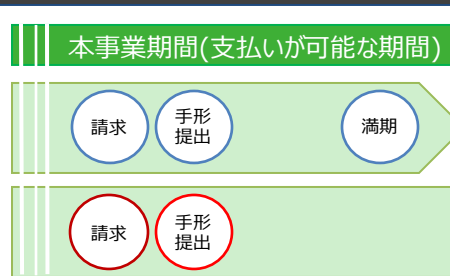 本事業期間(支払いが可能な期間)
請求
手形
提出
満期
請求
手形
提出